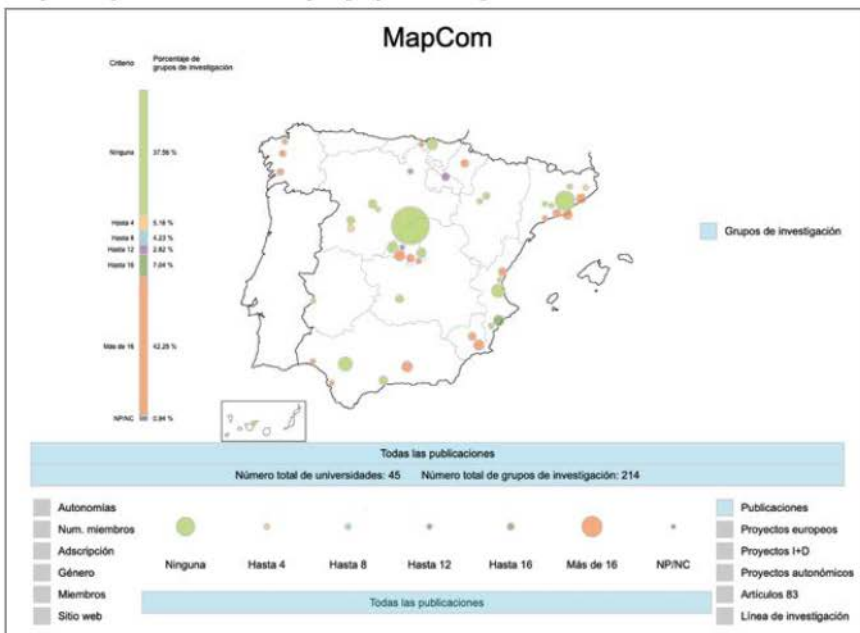 MapCom
Criterio
Porcentaje de
grupos de investigación
Ninguna 37.56 %
Hasta 4 5.16 %
Hasta 8 4.23 %
Hasta 12 2.82 %
Hasta 16 7.04 %
Más de 16 42.25 %
NP/NC 0.94 %
Grupos de investigación
Todas las publicaciones
Número total de universidades: 45 Número total de grupos de investigación: 214
Autonomías
Num. miembros
Adscripción
Género
Miembros
Sitio web
Ninguna Hasta 4 Hasta 8 Hasta 12 Hasta 16 Más de 16 NP/NC
Todas las publicaciones
Publicaciones
Proyectos europeos
Proyectos I+D
Proyectos autonómicos
Artículos 83
Línea de investigación